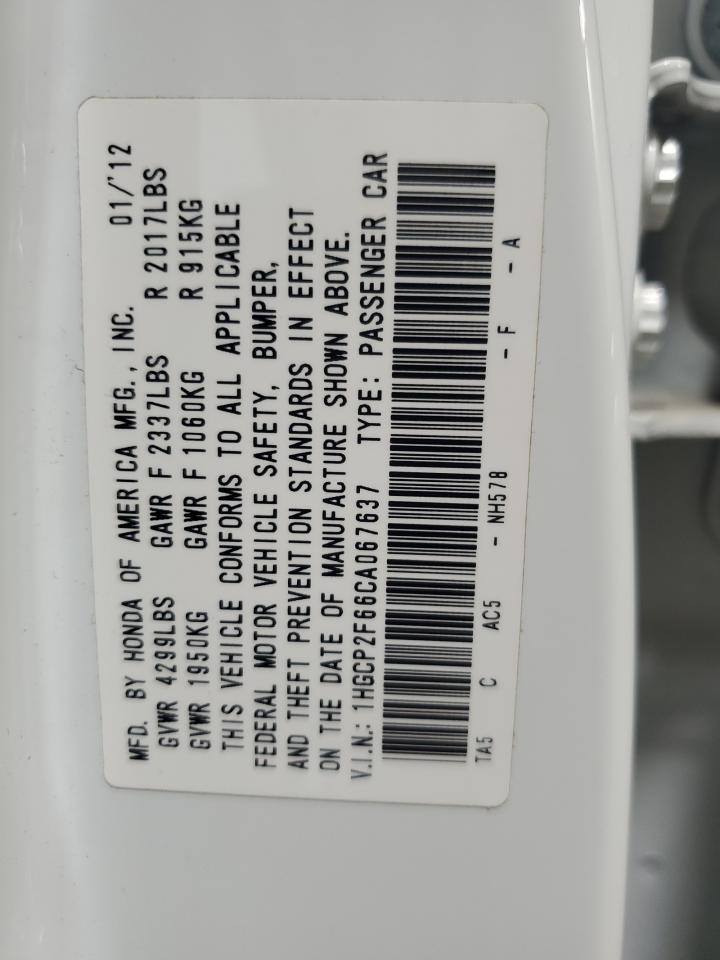 MFD. BY HONDA OF AMERICA MFG., INC. 01/'12
GVWR 4299LBS GAWR F 2337LBS R 2017LBS
GVWR 1950KG GAWR F 1060KG R 915KG
THIS VEHICLE CONFORMS TO ALL APPLICABLE
FEDERAL MOTOR VEHICLE SAFETY, BUMPER,
AND THEFT PREVENTION STANDARDS IN EFFECT
ON THE DATE OF MANUFACTURE SHOWN ABOVE.
V.I.N.: 1HGCP2F66CA067637 TYPE: PASSENGER CAR
TA5 C AC5 - NH578 - F - A